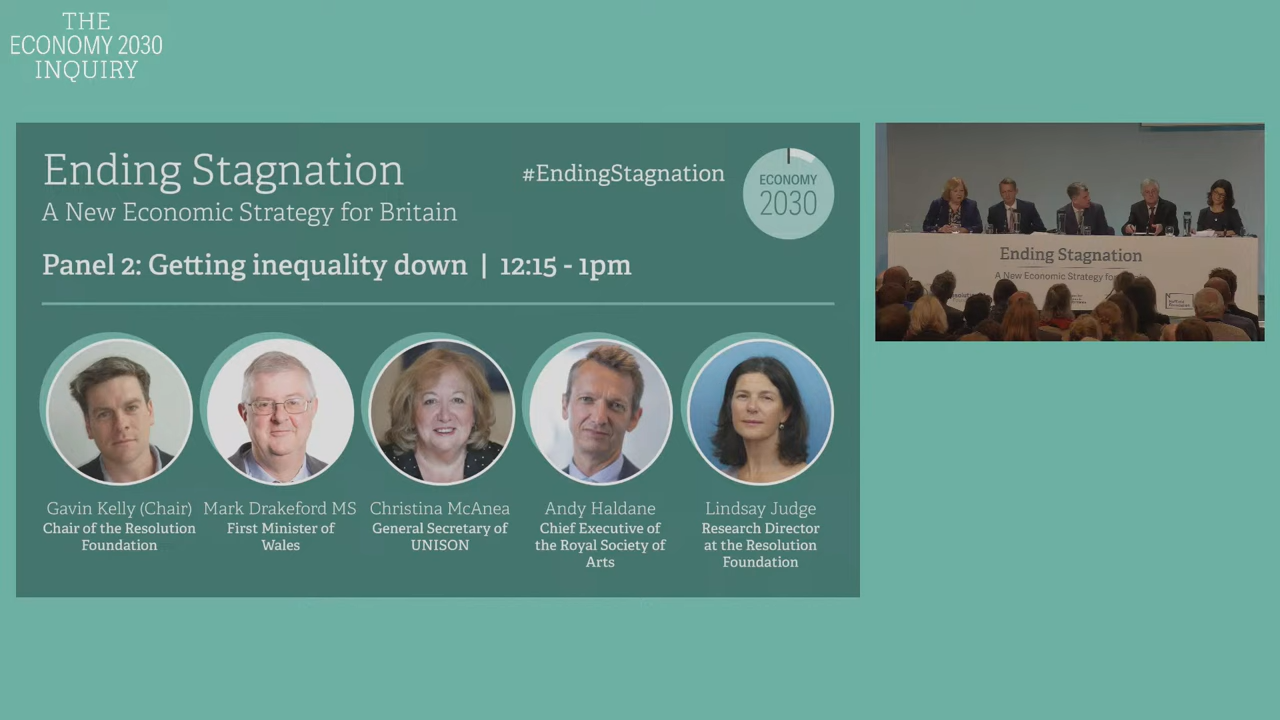 THE
ECONOMY 2030
INQUIRY
Ending Stagnation
#EndingStagnation
ECONOMY
2030
A New Economic Strategy for Britain
Panel 2: Getting inequality down | 12:15 - 1pm
Gavin Kelly (Chair)
Chair of the Resolution
Foundation
Mark Drakeford MS
First Minister of
Wales
Christina McAnea
General Secretary of
UNISON
Andy Haldane
Chief Executive of
the Royal Society of
Arts
Lindsay Judge
Research Director
at the Resolution
Foundation
Ending Stagnation
A New Economic Strategy for